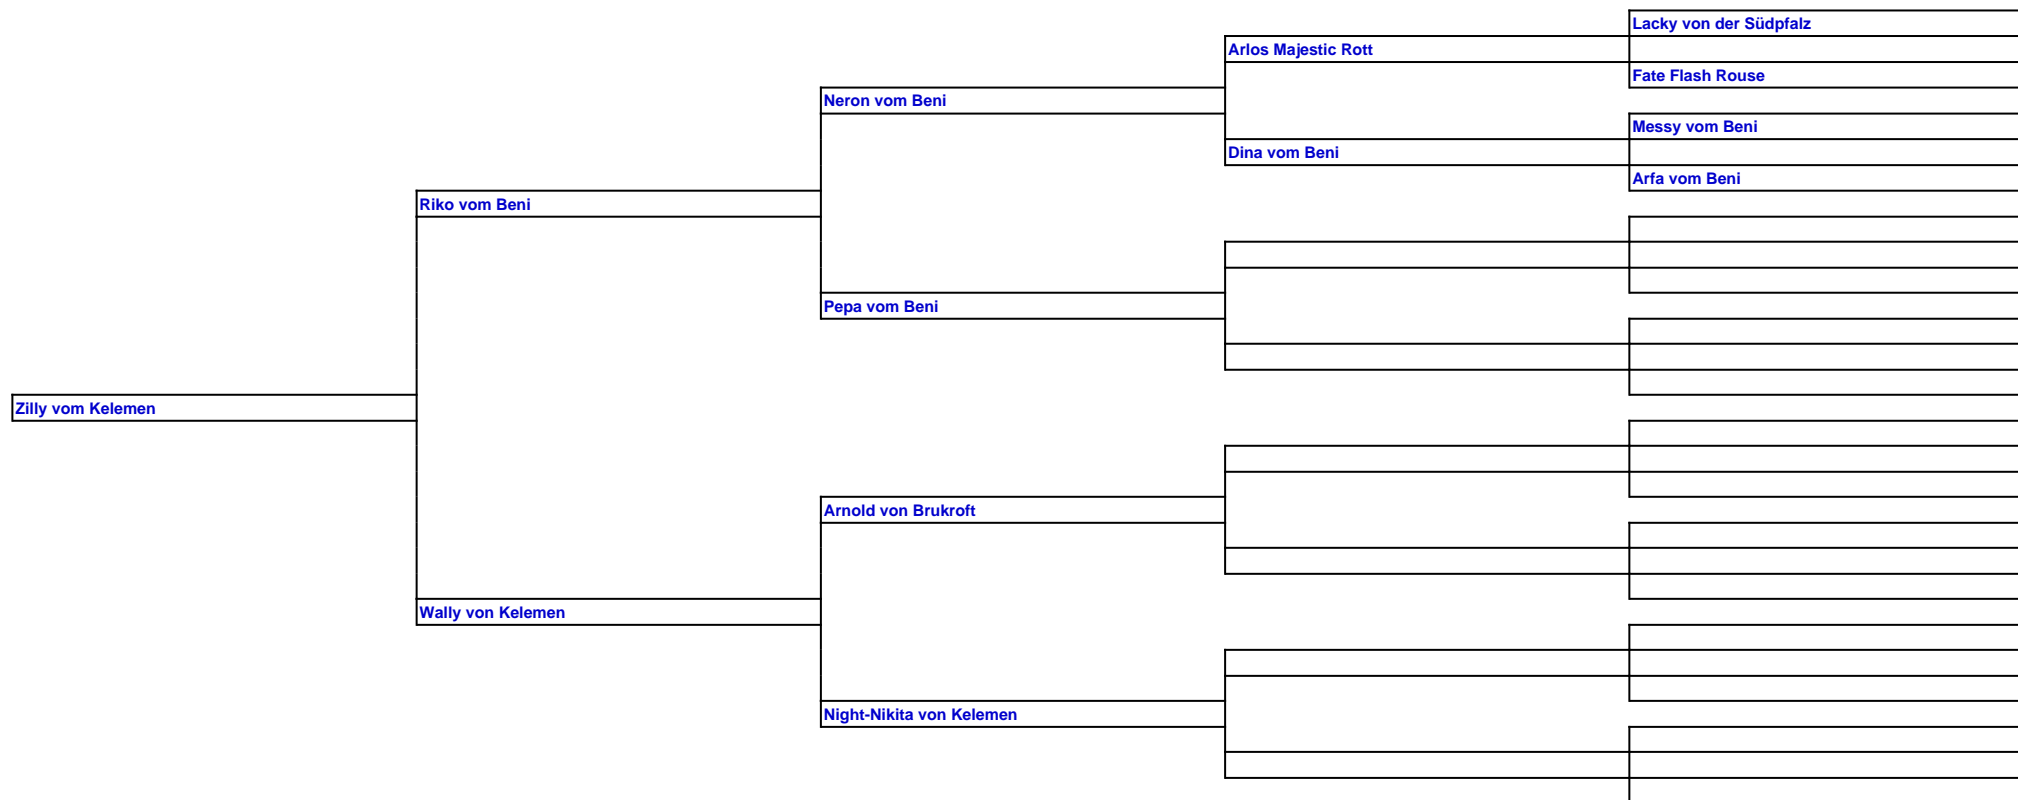 Lacky von der Südpfalz
Arlos Majestic Rott
Fate Flash Rouse
Neron vom Beni
Messy vom Beni
Dina vom Beni
Arfa vom Beni
Riko vom Beni
Pepa vom Beni
Zilly vom Kelemen
Arnold von Brukroft
Wally von Kelemen
Night-Nikita von Kelemen